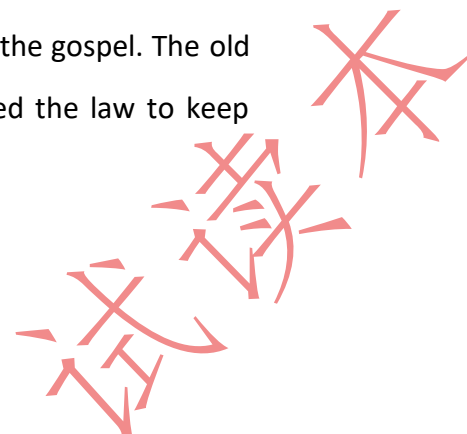 the gospel. The old
ed the law to keep
试读本